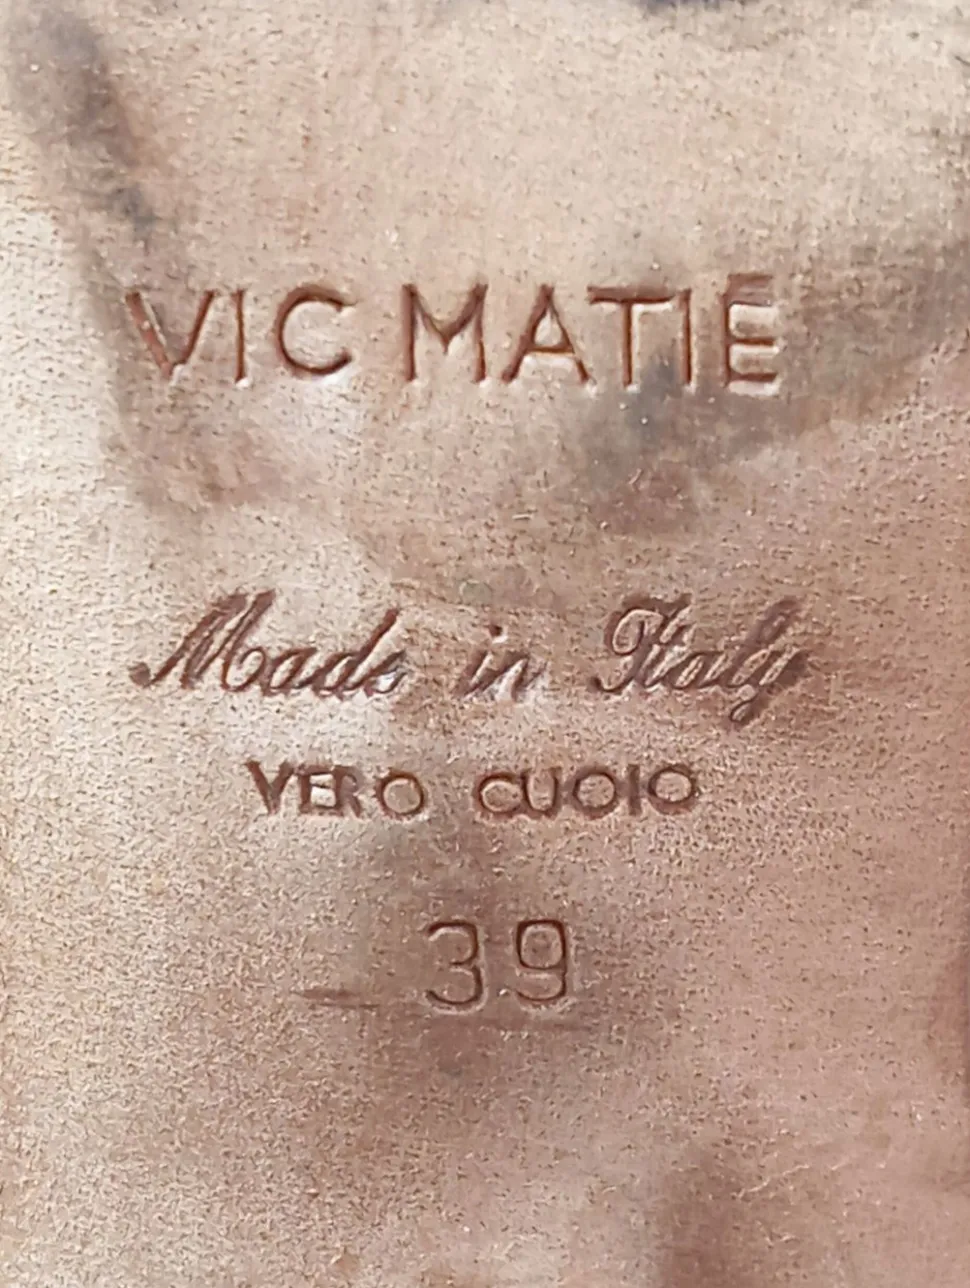 VIC MATIĒ
Made in Italy
VERO CUOIO
39